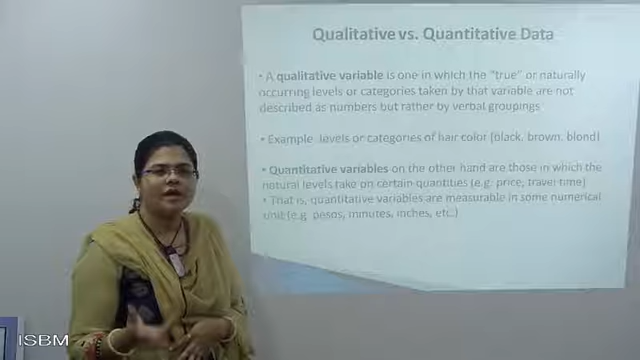 Qualitative vs. Quantitative Data
• A qualitative variable is one in which the "true" or naturally
occurring levels or categories taken by that variable are not
described as numbers but rather by verbal groupings
• Example levels or categories of hair color (black, brown, blond)
• Quantitative variables on the other hand are those in which the
natural levels take on certain quantities (e.g. price, travel time)
• That is, quantitative variables are measurable in some numerical
unit (e.g. pesos, minutes, inches, etc.)
ISBM